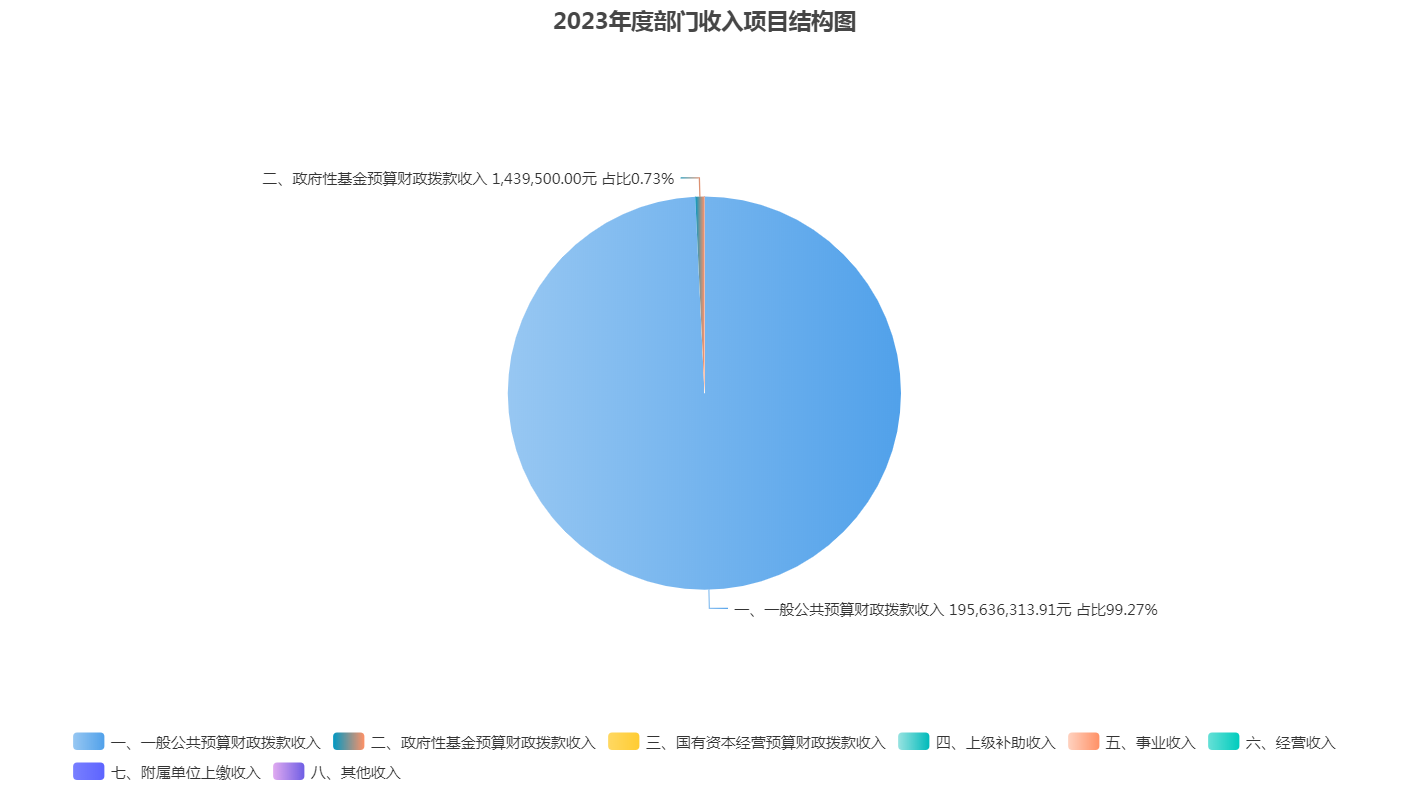 2023年度部门收入项目结构图
二、政府性基金预算财政拨款收入 1,439,500.00元 占比0.73%
一、一般公共预算财政拨款收入 195,636,313.91元 占比99.27%
一、一般公共预算财政拨款收入 二、政府性基金预算财政拨款收入 三、国有资本经营预算财政拨款收入 四、上级补助收入 五、事业收入 六、经营收入
七、附属单位上缴收入 八、其他收入